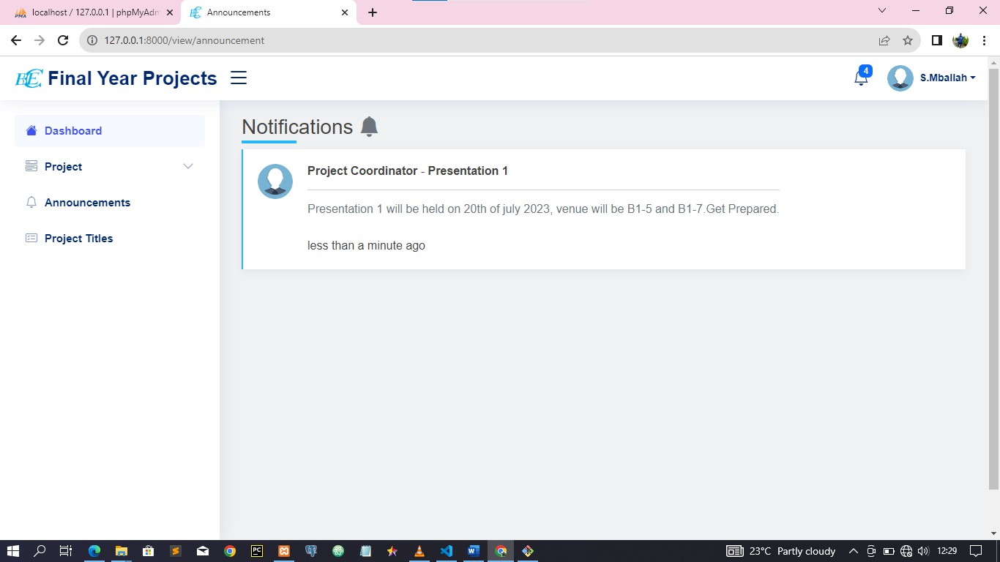 localhost / 127.0.0.1 | phpMyAdm
Announcements
127.0.0.1:8000/view/announcement
Final Year Projects
4
S.Mballah
Dashboard
Project
Announcements
Project Titles
Notifications
Project Coordinator - Presentation 1
Presentation 1 will be held on 20th of july 2023, venue will be B1-5 and B1-7.Get Prepared.
less than a minute ago
PC
23°C Partly cloudy
12:29